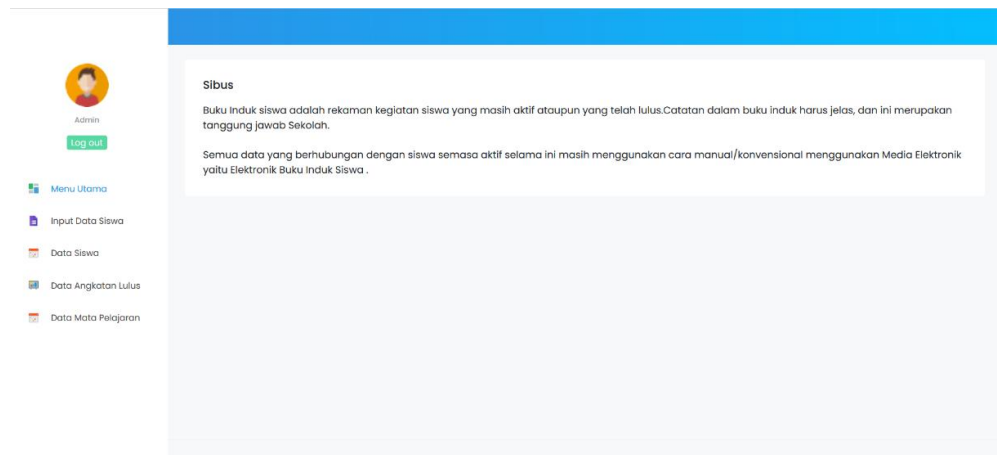 Admin
Log out
Menu Utama
Input Data Siswa
Data Siswa
Data Angkatan Lulus
Data Mata Pelajaran
Sibus
Buku Induk siswa adalah rekaman kegiatan siswa yang masih aktif ataupun yang telah lulus.Catatan dalam buku induk harus jelas, dan ini merupakan
tanggung jawab Sekolah.
Semua data yang berhubungan dengan siswa semasa aktif selama ini masih menggunakan cara manual/konvensional menggunakan Media Elektronik
yaitu Elektronik Buku Induk Siswa .